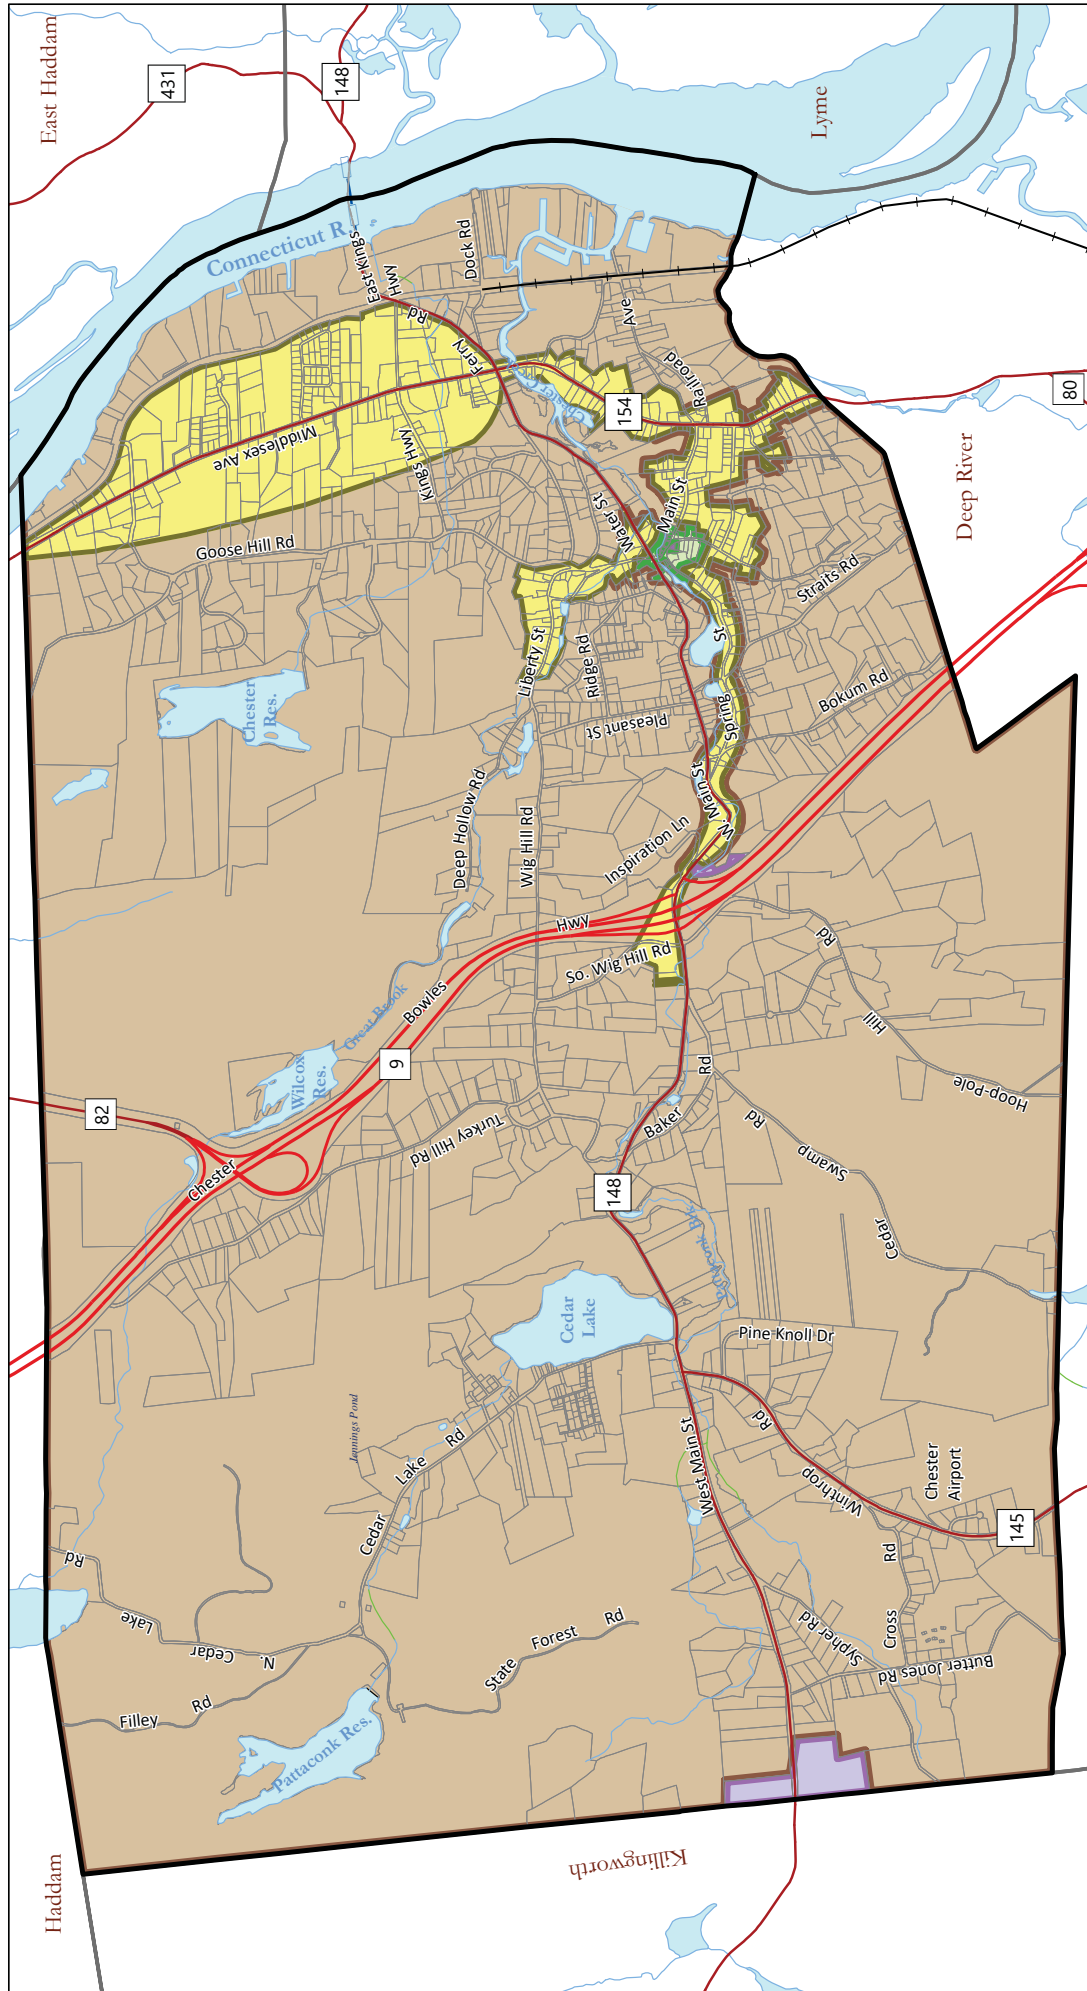 East Haddam
431
148
Lyme
Connecticut R.
East Kings
Hwy
Dock Rd
Ferry
Rd
Ave
Railroad
154
80
Deep River
Middlesex Ave
Kings Hwy
Chester Cr.
Goose Hill Rd
Water St
Main St
Straits Rd
Liberty St
Ridge Rd
Pleasant St
Spring
St
Bokum Rd
Chester
Res.
Deep Hollow Rd
Wig Hill Rd
Inspiration Ln
W. Main St
Hwy
So. Wig Hill Rd
Great Brook
Bowles
Wilcox
Res.
9
82
Chester
Turkey Hill Rd
Baker
Rd
Hoop-Pole
Hill
Rd
148
Cedar
Swamp
Rd
Pattaconk Brk.
Cedar
Lake
Pine Knoll Dr
Jennings Pond
Cedar
Lake
Rd
West Main St
Winthrop
Rd
Chester
Airport
145
Cross
Rd
Sypher Rd
Butter Jones Rd
N.
Cedar
Lake
Rd
Filley
Rd
State
Forest
Rd
Pattaconk Res.
Haddam
Killingworth